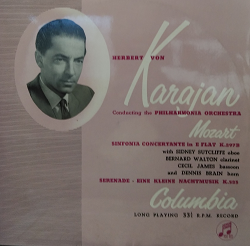 HERBERT VON
Karajan
Conducting the PHILHARMONIA ORCHESTRA
Mozart
SINFONIA CONCERTANTE in E FLAT K.297B
with SIDNEY SUTCLIFFE oboe
BERNARD WALTON clarinet
CECIL JAMES bassoon
and DENNIS BRAIN horn
SERENADE - EINE KLEINE NACHTMUSIK K.525
Columbia
LONG PLAYING 33⅓ R.P.M. RECORD